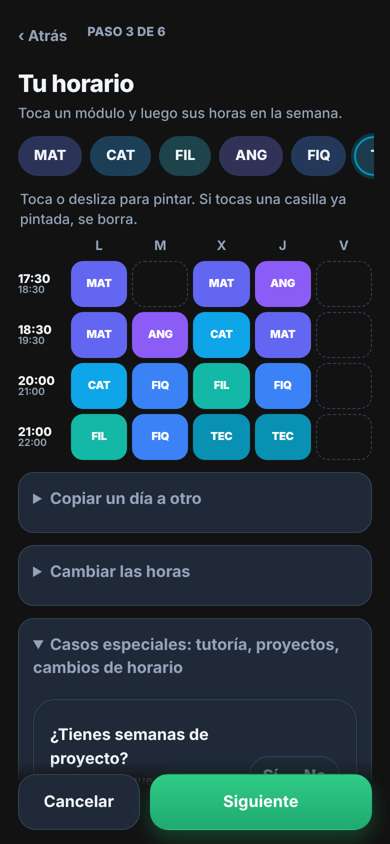 ‹ Atrás PASO 3 DE 6
Tu horario
Toca un módulo y luego sus horas en la semana.
MAT CAT FIL ANG FIQ
Toca o desliza para pintar. Si tocas una casilla ya
pintada, se borra.
L M X J V
17:30 MAT MAT ANG
18:30
18:30 MAT ANG CAT MAT
19:30
20:00 CAT FIQ FIL FIQ
21:00
21:00 FIL FIQ TEC TEC
22:00
▶ Copiar un día a otro
▶ Cambiar las horas
▼ Casos especiales: tutoría, proyectos,
cambios de horario
¿Tienes semanas de
proyecto?
Sí No
Cancelar Siguiente